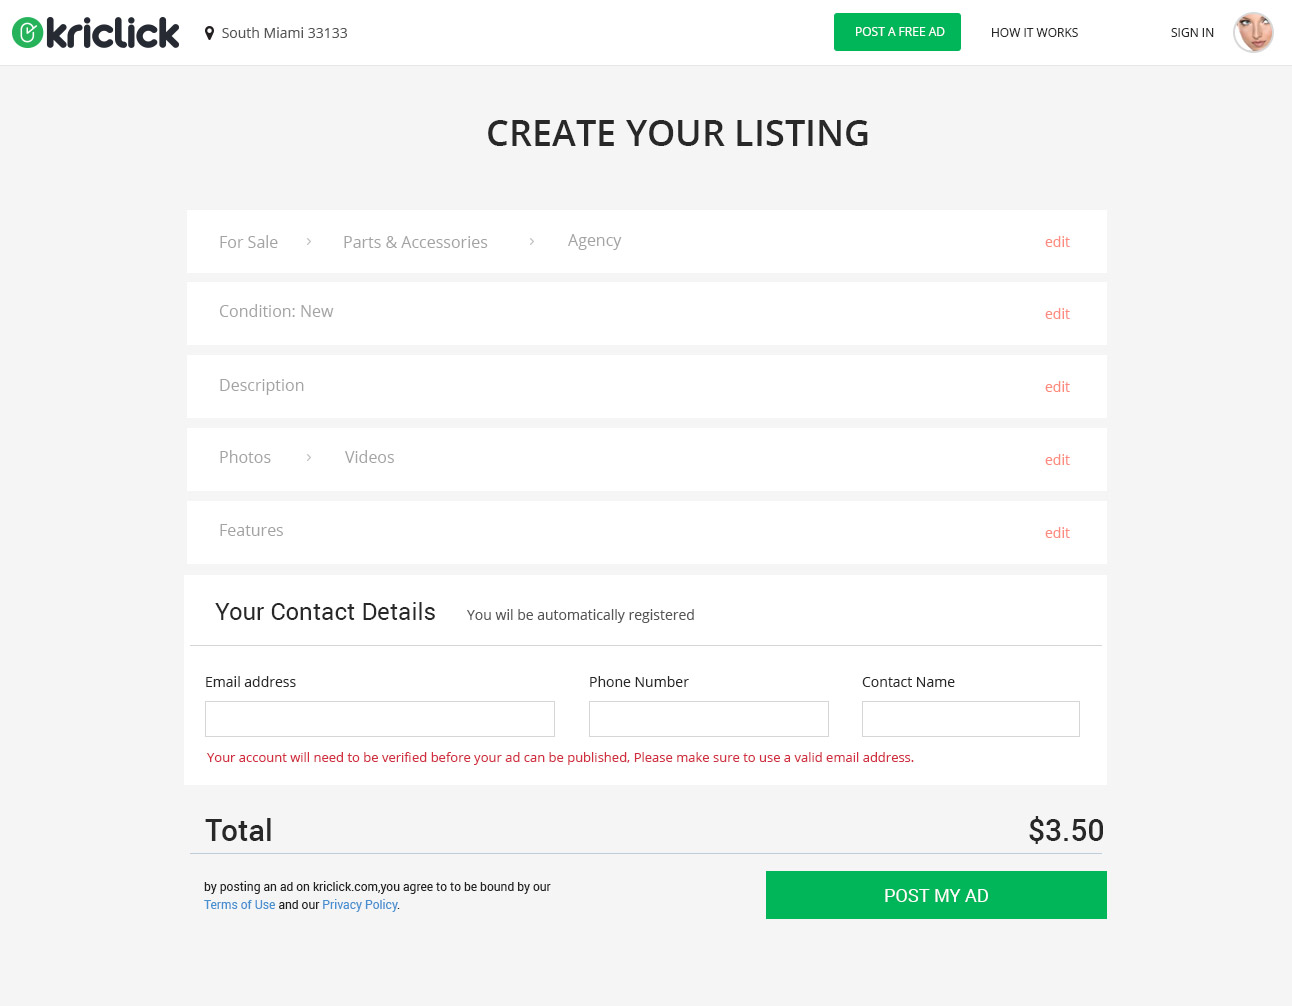 kriclick South Miami 33133 POST A FREE AD HOW IT WORKS SIGN IN
CREATE YOUR LISTING
For Sale › Parts & Accessories › Agency edit
Condition: New edit
Description edit
Photos › Videos edit
Features edit
Your Contact Details You wil be automatically registered
Email address Phone Number Contact Name
Your account will need to be verified before your ad can be published, Please make sure to use a valid email address.
Total $3.50
by posting an ad on kriclick.com,you agree to to be bound by our
Terms of Use and our Privacy Policy.
POST MY AD